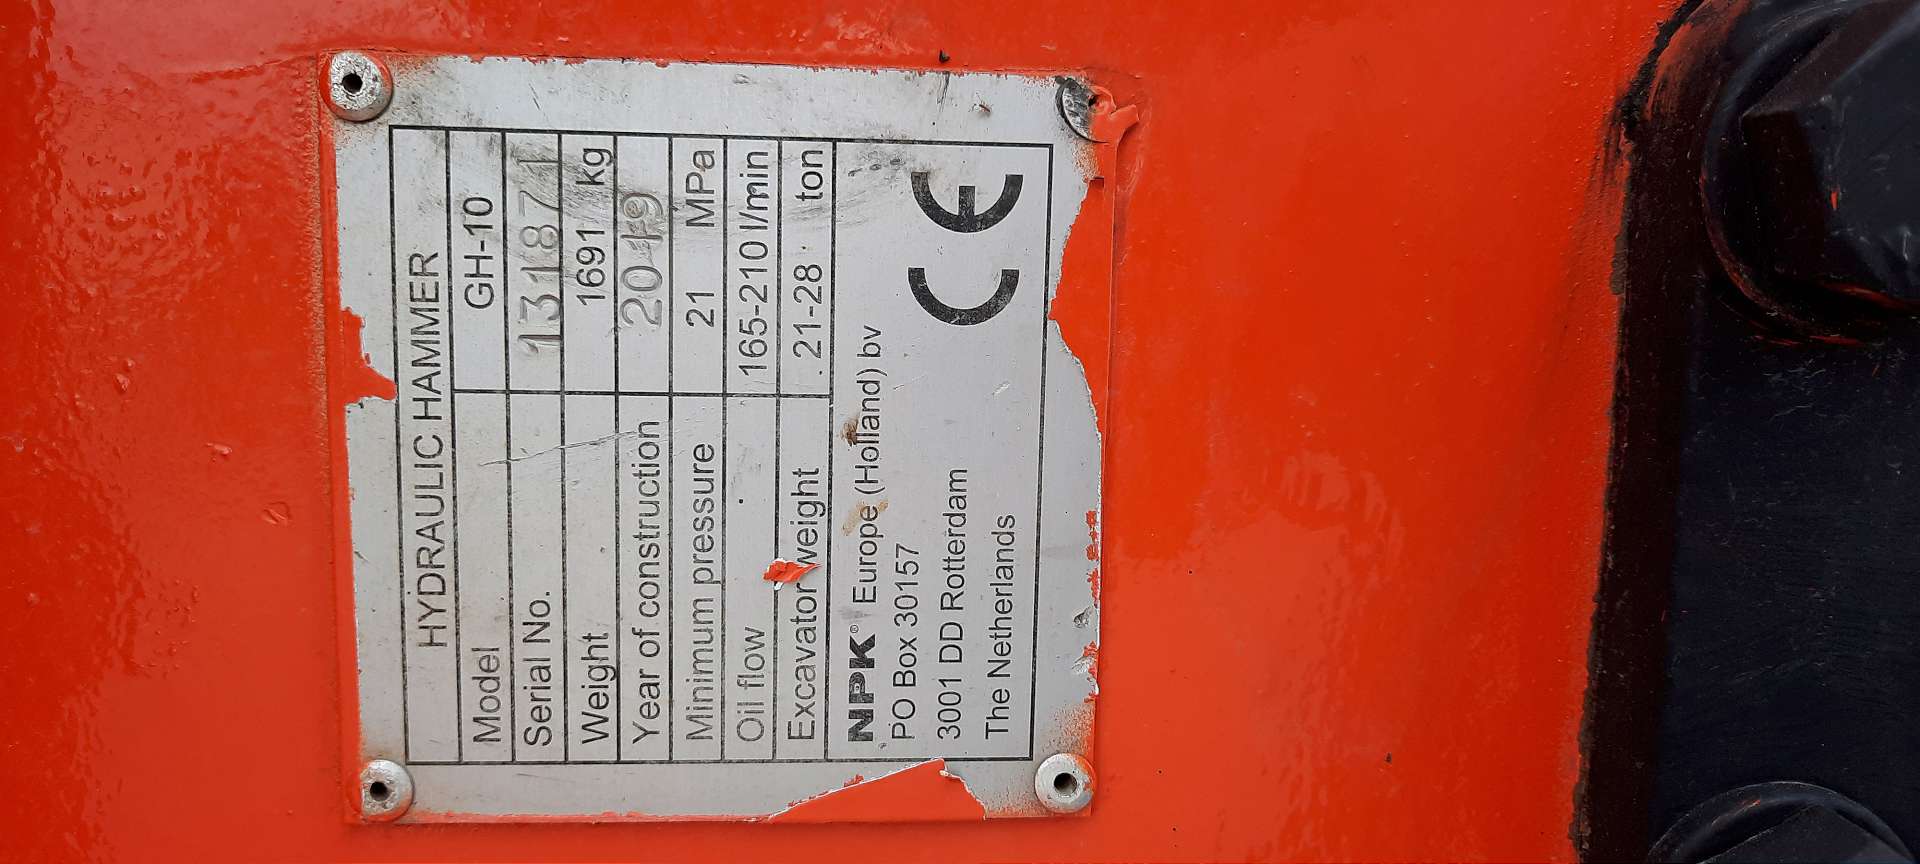 HYDRAULIC HAMMER
Model GH-10
Serial No. 131871
Weight 1691 kg
Year of construction 2019
Minimum pressure 21 MPa
Oil flow 165-210 l/min
Excavator weight 21-28 ton
NPK® Europe (Holland) bv
PO Box 30157
3001 DD Rotterdam
The Netherlands
CE